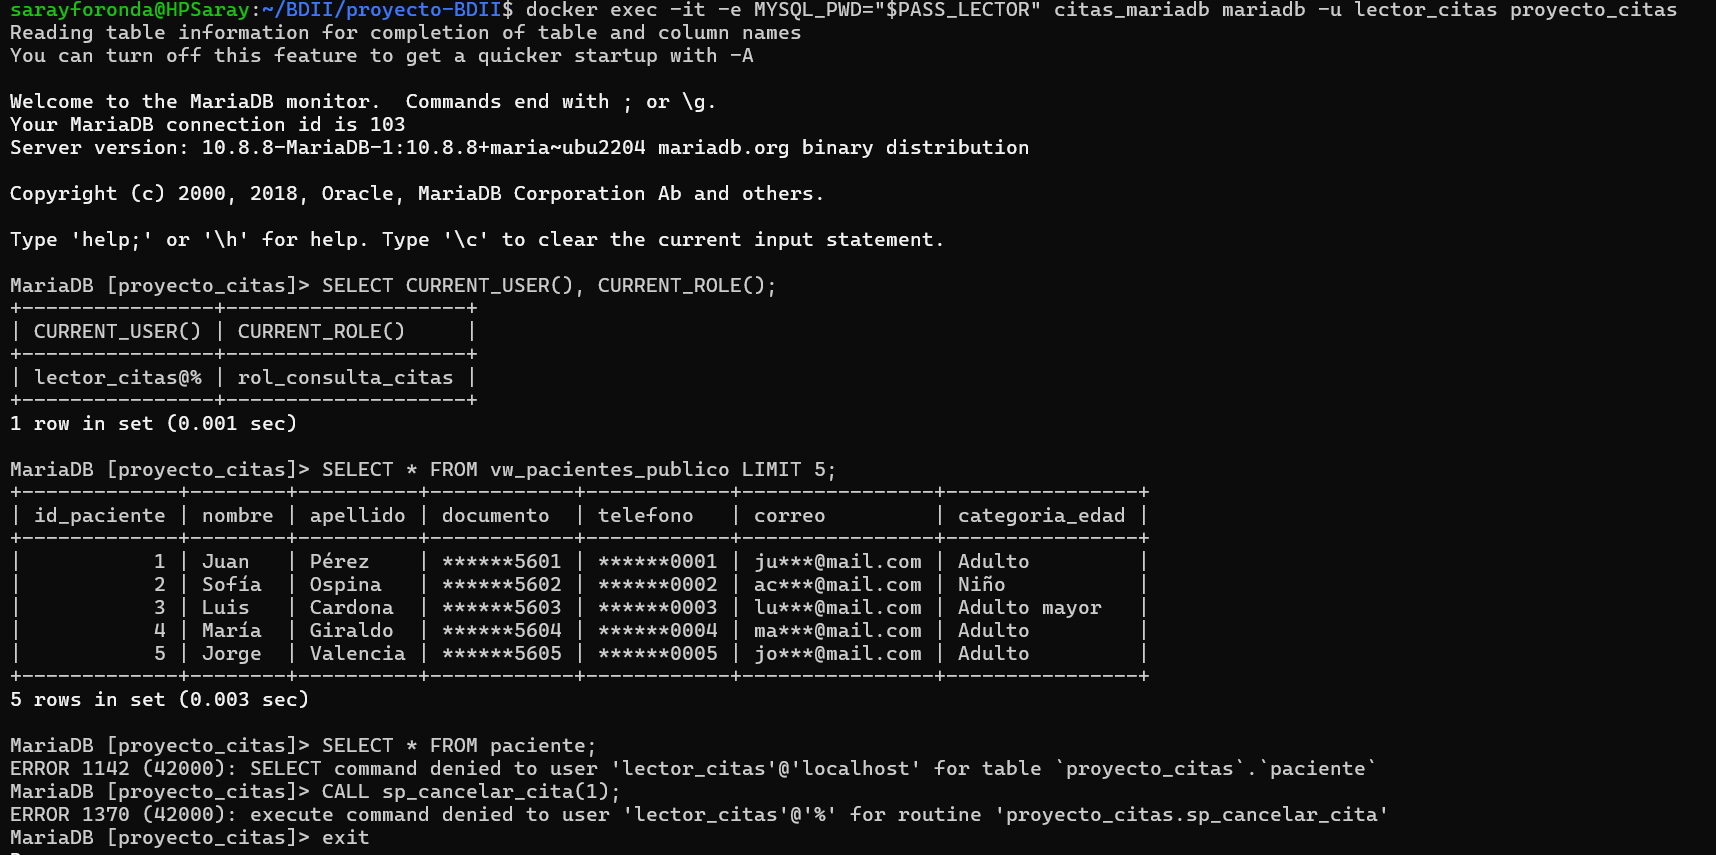 sarayforonda@HPSaray:~/BDII/proyecto-BDII$ docker exec -it -e MYSQL_PWD="$PASS_LECTOR" citas_mariadb mariadb -u lector_citas proyecto_citas
Reading table information for completion of table and column names
You can turn off this feature to get a quicker startup with -A

Welcome to the MariaDB monitor.  Commands end with ; or \g.
Your MariaDB connection id is 103
Server version: 10.8.8-MariaDB-1:10.8.8+maria~ubu2204 mariadb.org binary distribution

Copyright (c) 2000, 2018, Oracle, MariaDB Corporation Ab and others.

Type 'help;' or '\h' for help. Type '\c' to clear the current input statement.

MariaDB [proyecto_citas]> SELECT CURRENT_USER(), CURRENT_ROLE();
+----------------+--------------------+
| CURRENT_USER() | CURRENT_ROLE()     |
+----------------+--------------------+
| lector_citas@% | rol_consulta_citas |
+----------------+--------------------+
1 row in set (0.001 sec)

MariaDB [proyecto_citas]> SELECT * FROM vw_pacientes_publico LIMIT 5;
+-------------+--------+----------+------------+------------+----------------+----------------+
| id_paciente | nombre | apellido | documento  | telefono   | correo         | categoria_edad |
+-------------+--------+----------+------------+------------+----------------+----------------+
|           1 | Juan   | Pérez    | ******5601 | ******0001 | ju***@mail.com | Adulto         |
|           2 | Sofía  | Ospina   | ******5602 | ******0002 | ac***@mail.com | Niño           |
|           3 | Luis   | Cardona  | ******5603 | ******0003 | lu***@mail.com | Adulto mayor   |
|           4 | María  | Giraldo  | ******5604 | ******0004 | ma***@mail.com | Adulto         |
|           5 | Jorge  | Valencia | ******5605 | ******0005 | jo***@mail.com | Adulto         |
+-------------+--------+----------+------------+------------+----------------+----------------+
5 rows in set (0.003 sec)

MariaDB [proyecto_citas]> SELECT * FROM paciente;
ERROR 1142 (42000): SELECT command denied to user 'lector_citas'@'localhost' for table `proyecto_citas`.`paciente`
MariaDB [proyecto_citas]> CALL sp_cancelar_cita(1);
ERROR 1370 (42000): execute command denied to user 'lector_citas'@'%' for routine 'proyecto_citas.sp_cancelar_cita'
MariaDB [proyecto_citas]> exit